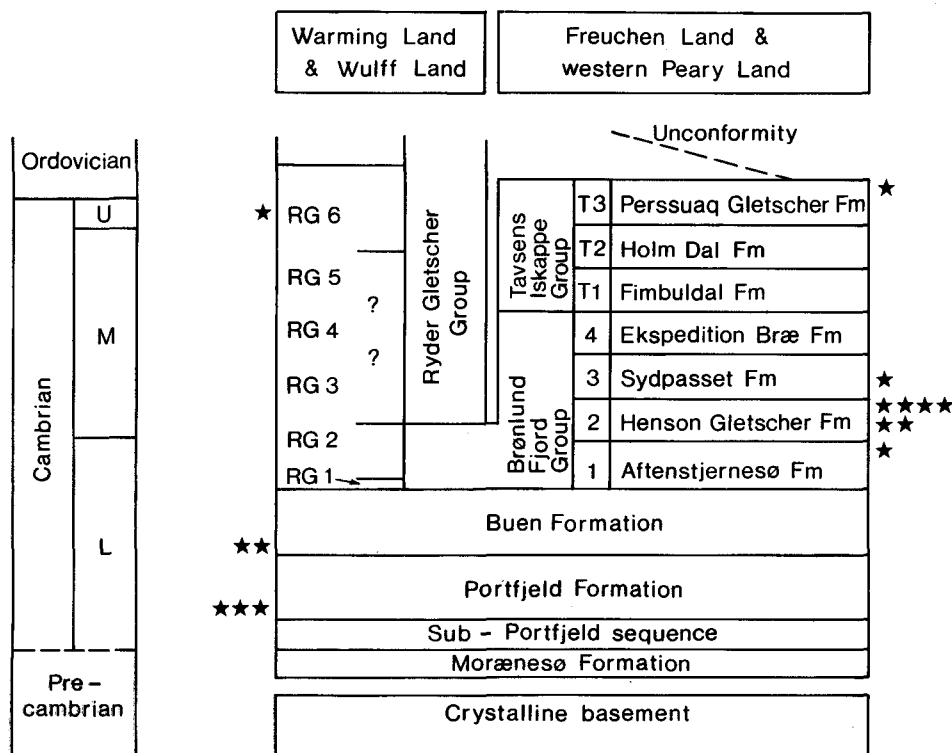 Warming Land
& Wulff Land
Freuchen Land &
western Peary Land
Unconformity
Ordovician
Cambrian
U
M
L
Pre-
cambrian
RG 6
RG 5
?
RG 4
?
RG 3
RG 2
RG 1
Ryder Gletscher
Group
Tavsens
Iskappe
Group
Brønlund
Fjord
Group
T3 Perssuaq Gletscher Fm
T2 Holm Dal Fm
T1 Fimbuldal Fm
4 Ekspedition Bræ Fm
3 Sydpasset Fm
2 Henson Gletscher Fm
1 Aftenstjernesø Fm
Buen Formation
Portfjeld Formation
Sub - Portfjeld sequence
Morænesø Formation
Crystalline basement